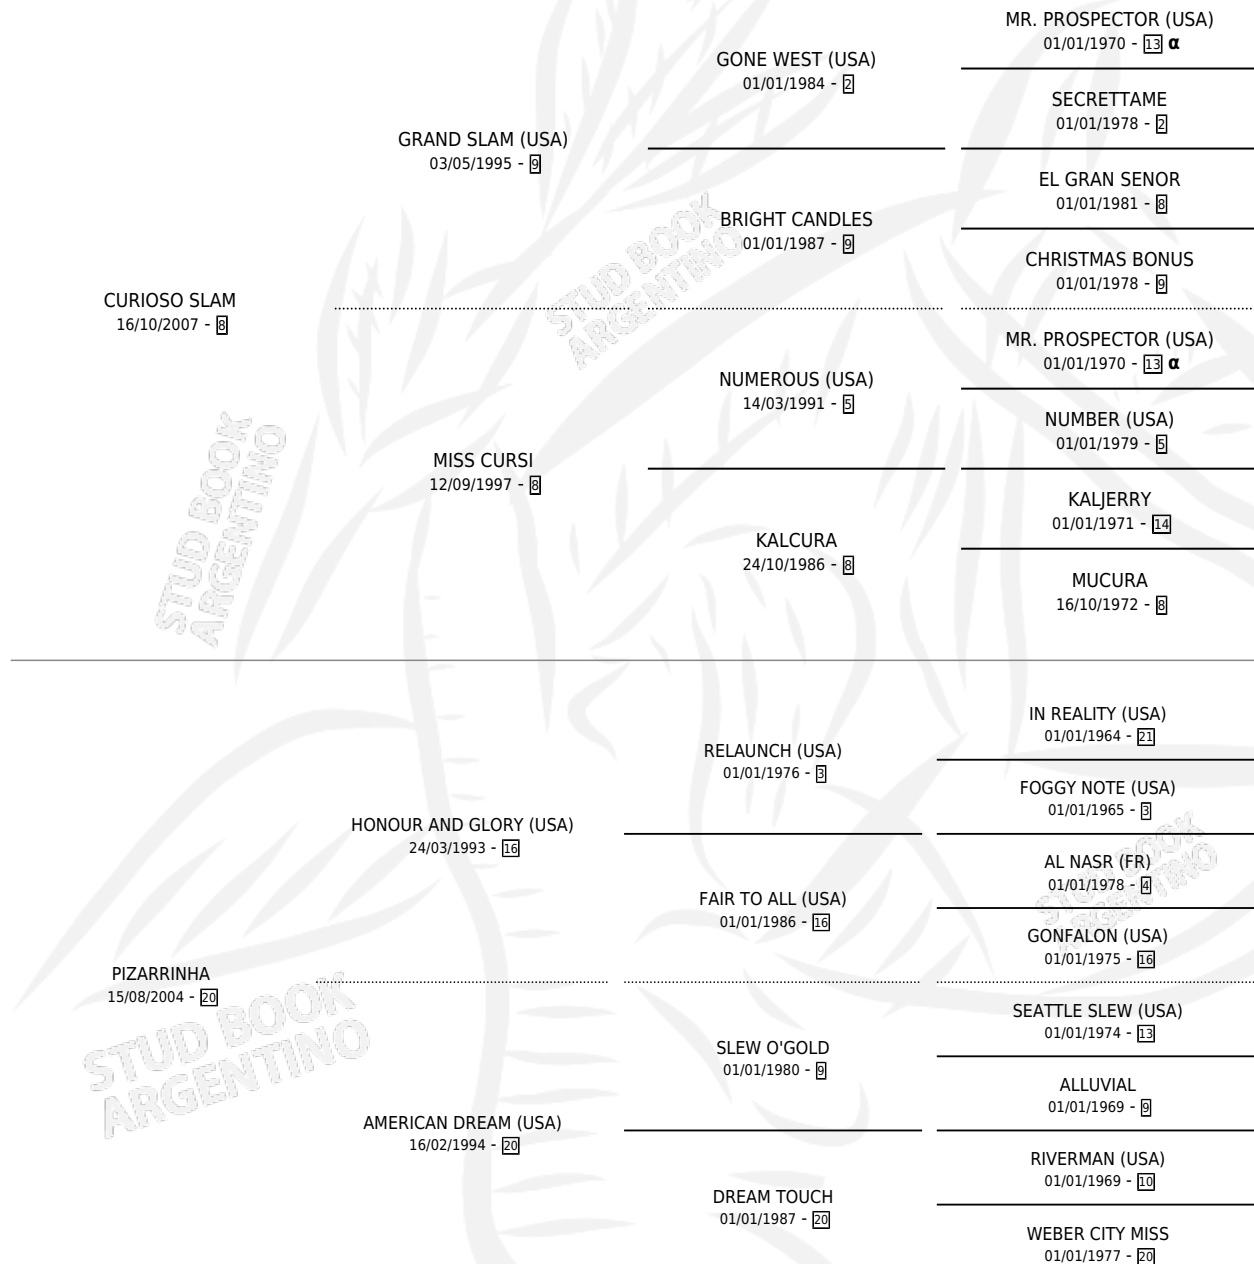 MR. PROSPECTOR (USA)
01/01/1970 - 13 α
GONE WEST (USA)
01/01/1984 - 2
SECRETTAME
01/01/1978 - 2
GRAND SLAM (USA)
03/05/1995 - 9
EL GRAN SENOR
01/01/1981 - 8
BRIGHT CANDLES
01/01/1987 - 9
CHRISTMAS BONUS
01/01/1978 - 9
CURIOSO SLAM
16/10/2007 - 8
MR. PROSPECTOR (USA)
01/01/1970 - 13 α
NUMEROUS (USA)
14/03/1991 - 5
NUMBER (USA)
01/01/1979 - 5
MISS CURSI
12/09/1997 - 8
KALJERRY
01/01/1971 - 14
KALCURA
24/10/1986 - 8
MUCURA
16/10/1972 - 8
IN REALITY (USA)
01/01/1964 - 21
RELAUNCH (USA)
01/01/1976 - 3
FOGGY NOTE (USA)
01/01/1965 - 3
HONOUR AND GLORY (USA)
24/03/1993 - 16
AL NASR (FR)
01/01/1978 - 4
FAIR TO ALL (USA)
01/01/1986 - 16
GONFALON (USA)
01/01/1975 - 16
PIZARRINHA
15/08/2004 - 20
SEATTLE SLEW (USA)
01/01/1974 - 13
SLEW O'GOLD
01/01/1980 - 9
ALLUVIAL
01/01/1969 - 9
AMERICAN DREAM (USA)
16/02/1994 - 20
RIVERMAN (USA)
01/01/1969 - 10
DREAM TOUCH
01/01/1987 - 20
WEBER CITY MISS
01/01/1977 - 20
STUD BOOK
ARGENTINO
STUD BOOK
ARGENTINO
STUD BOOK
ARGENTINO
STUD BOOK
ARGENTINO